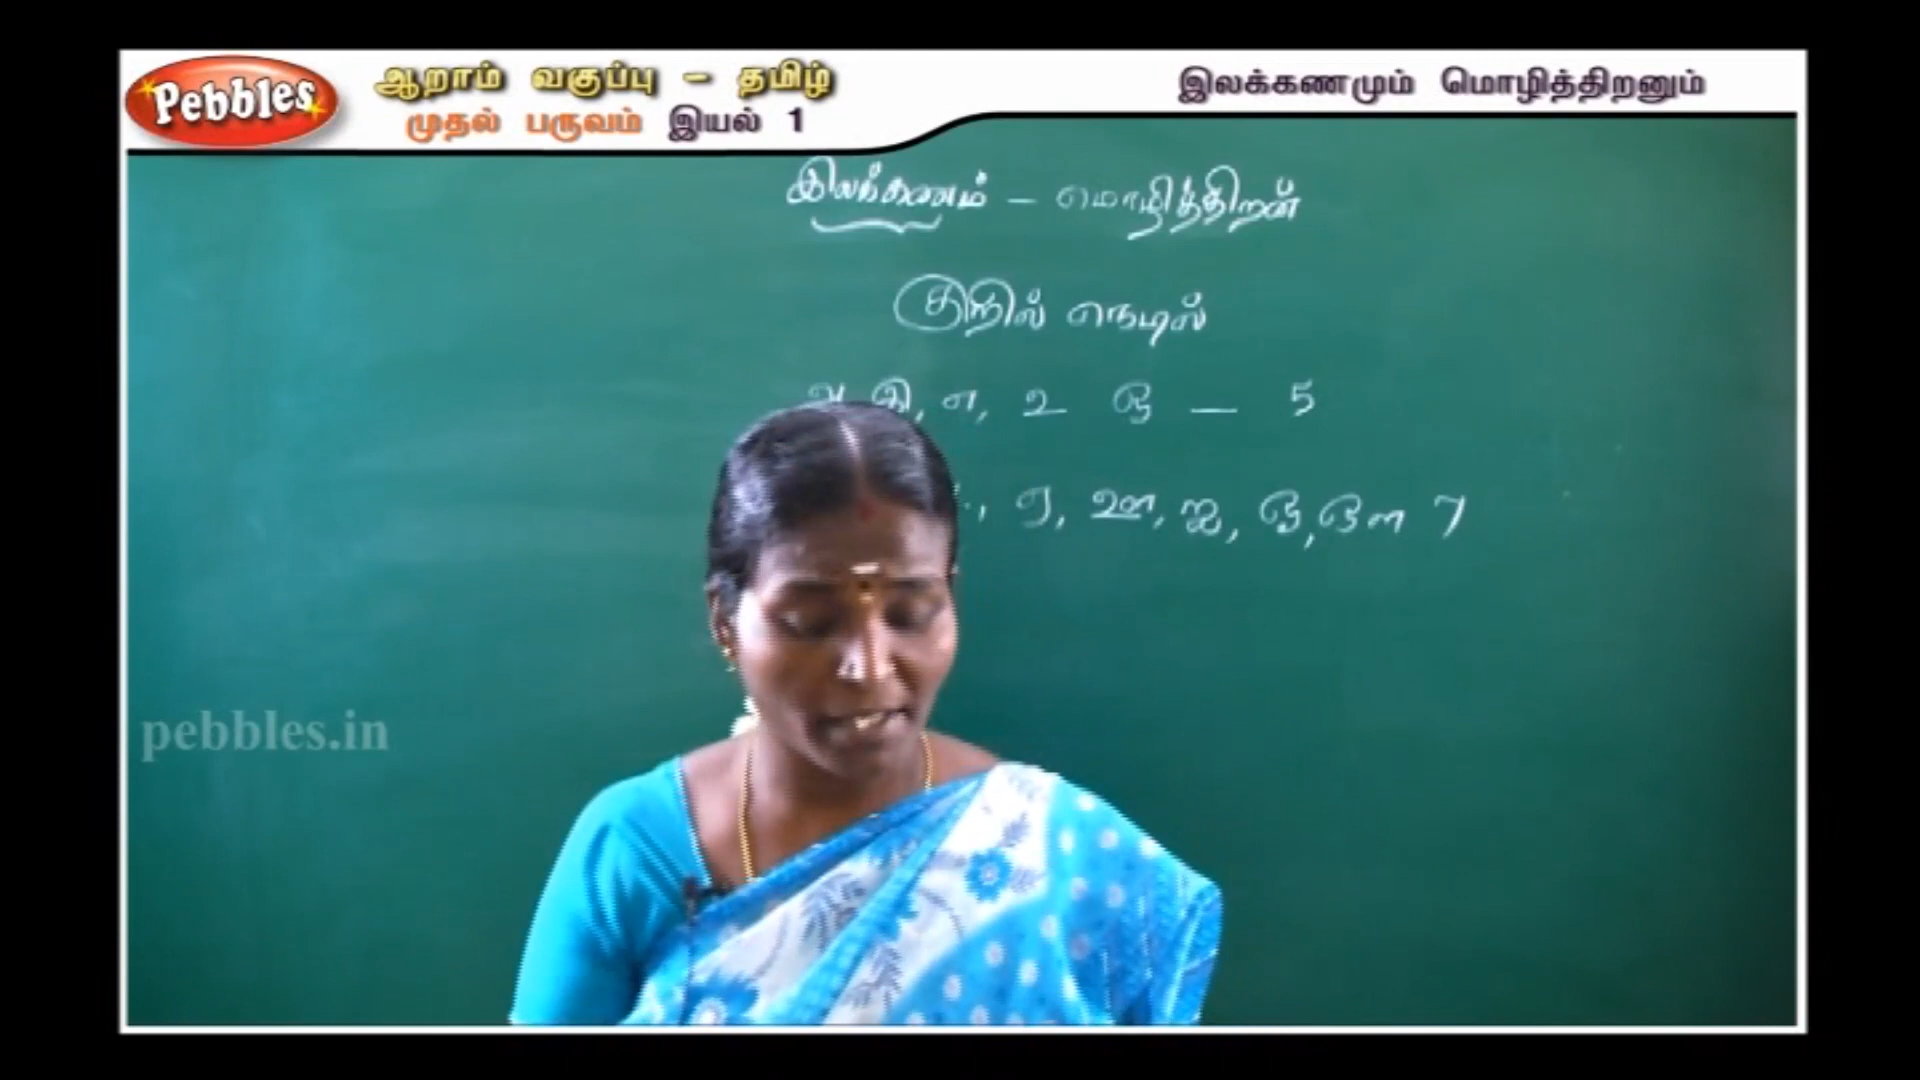 Pebbles
ஆறாம் வகுப்பு - தமிழ்
முதல் பருவம் இயல் 1
இலக்கணமும் மொழித்திறனும்
இலக்கணம் - மொழித்திறன்
குறில் நெடில்
அ இ, எ, உ ஒ - 5
ஏ, ஊ, ஐ, ஓ, ஔ 7
pebbles.in